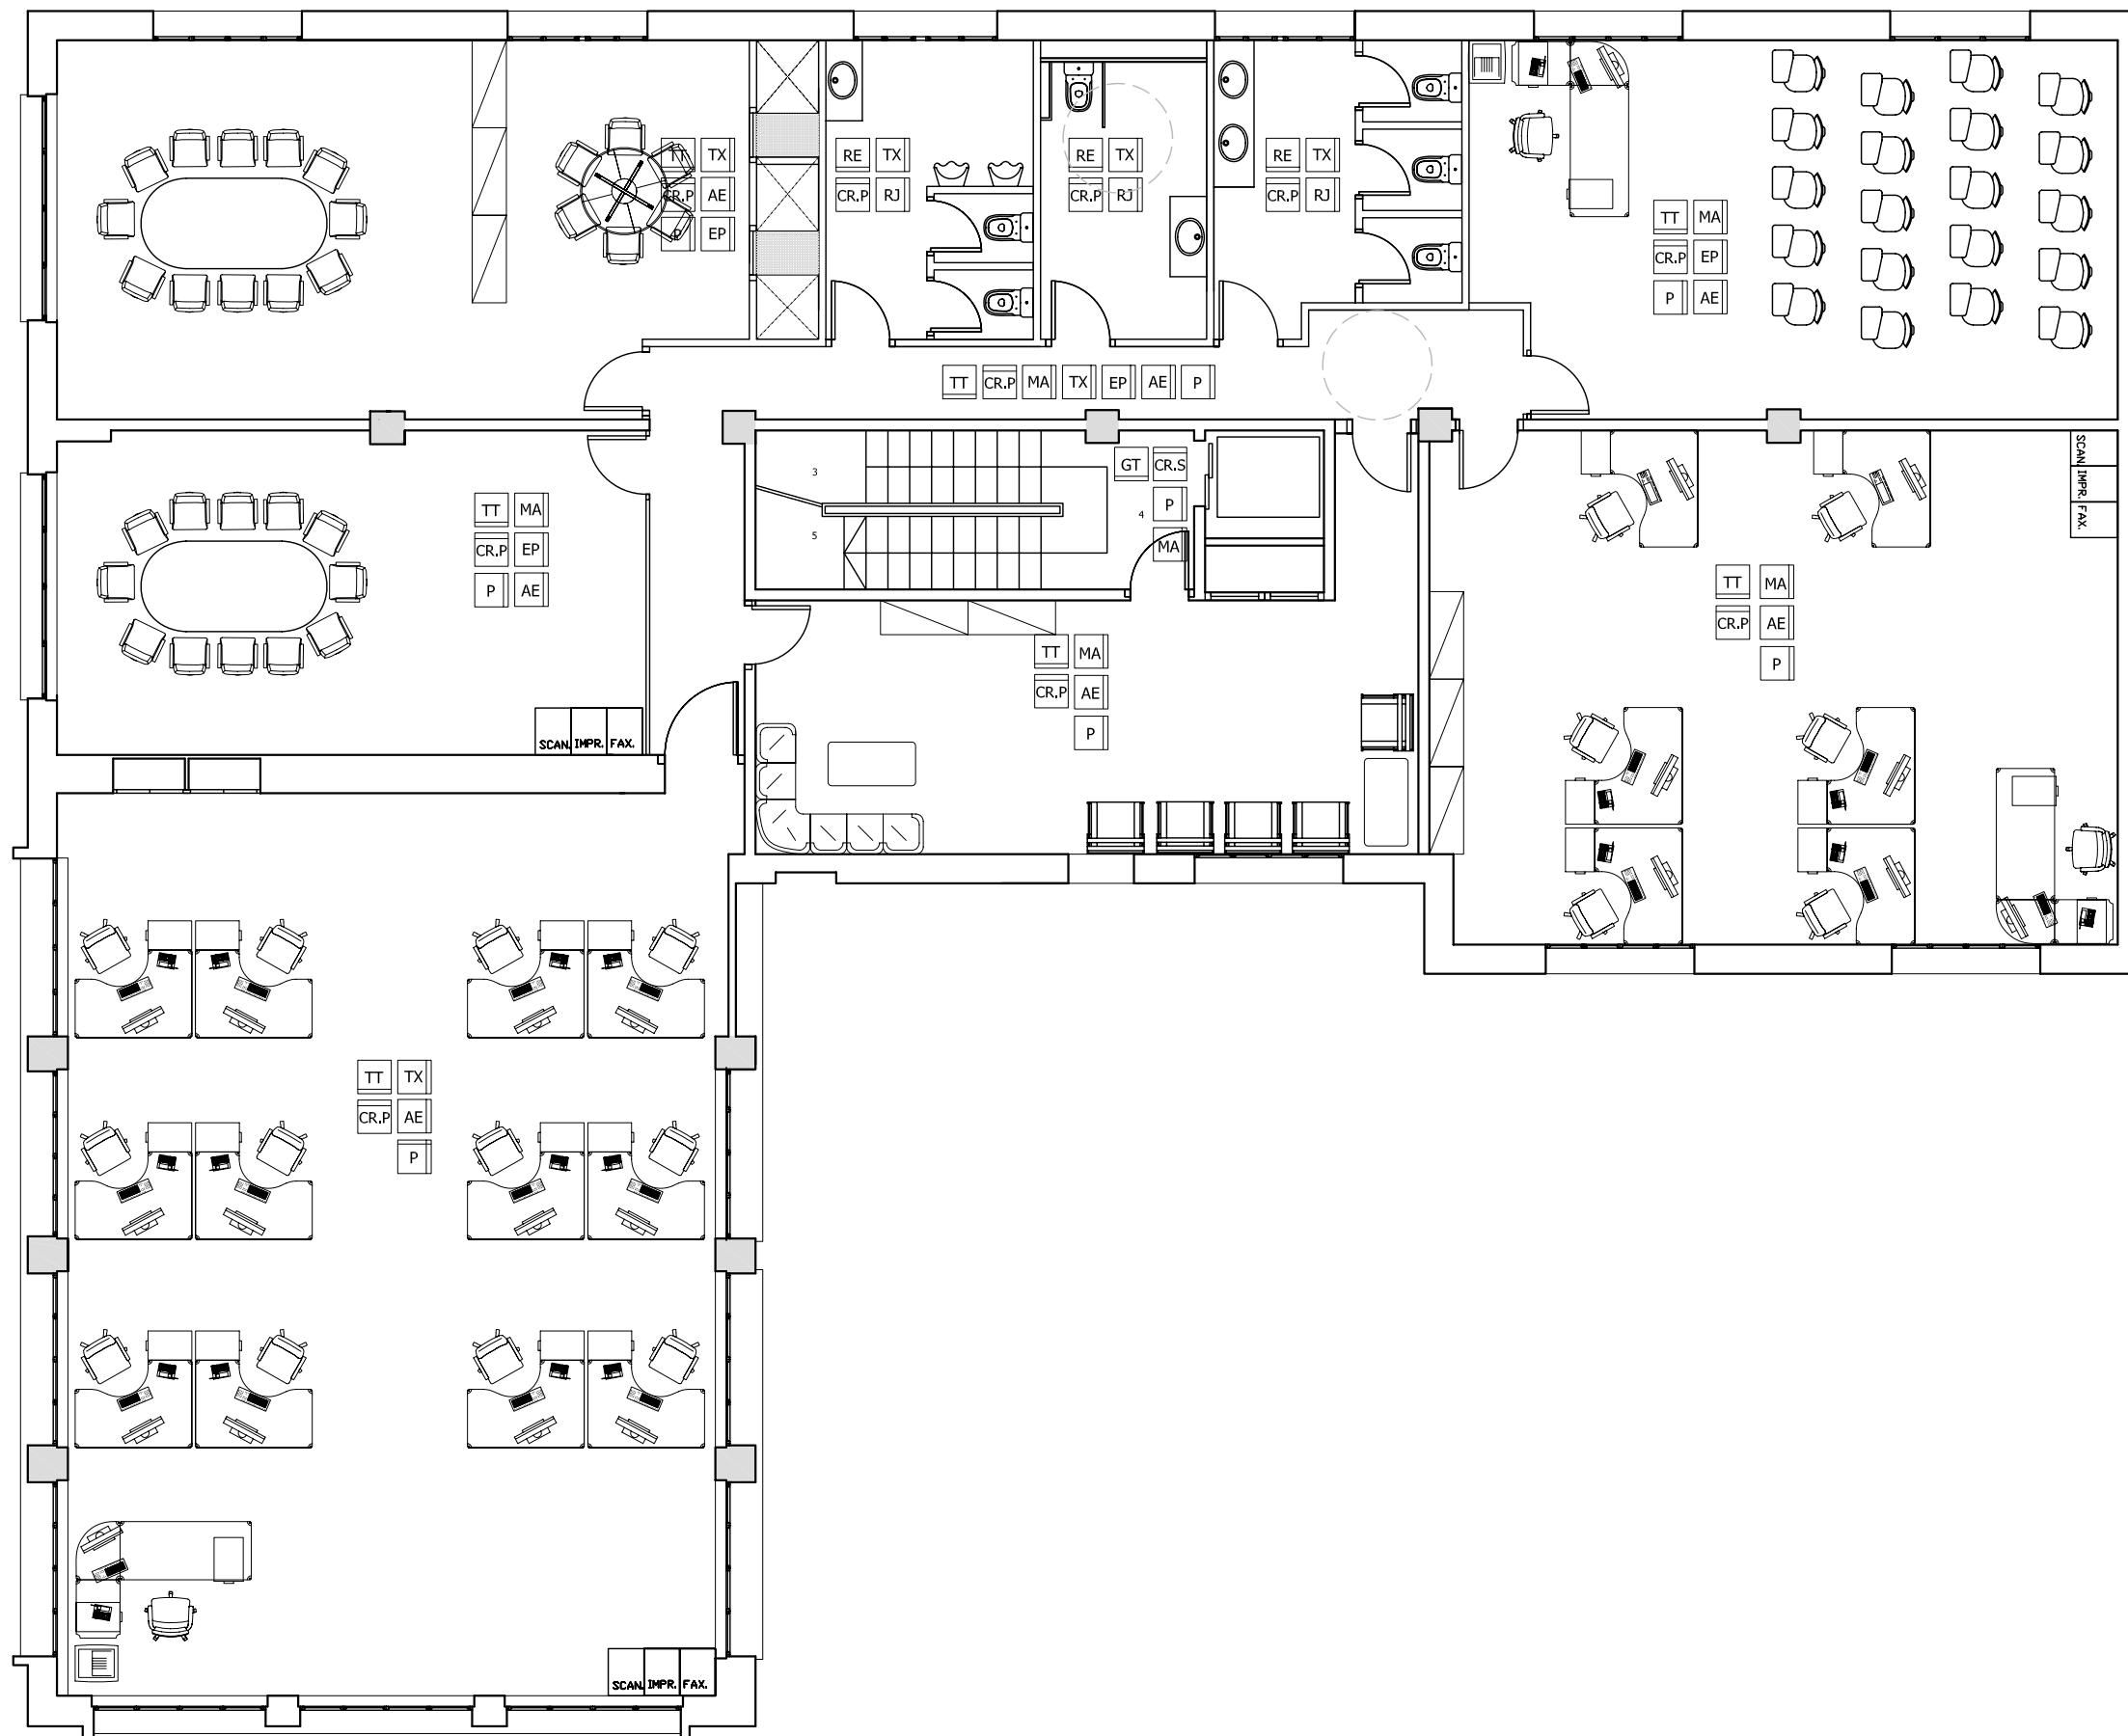 TT TX
CR.P AE
P EP
RE TX
CR.P RJ
RE TX
CR.P RJ
RE TX
CR.P RJ
TT MA
CR.P EP
P AE
TT CR.P MA TX EP AE P
3
5
4
GT CR.S
P
MA
TT MA
CR.P EP
P AE
SCAN. IMPR. FAX.
SCAN. IMPR. FAX.
TT MA
CR.P AE
P
TT MA
CR.P AE
P
TT TX
CR.P AE
P
SCAN. IMPR. FAX.